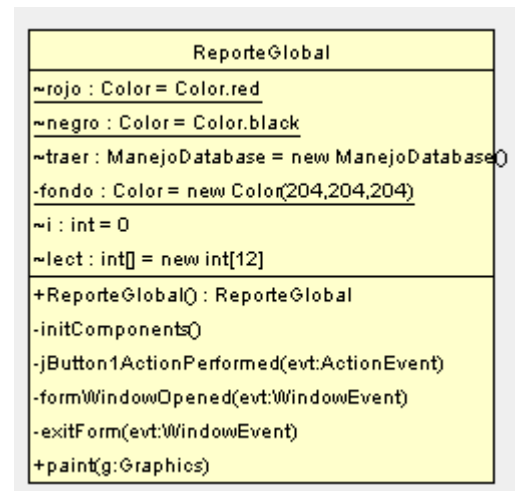 ReporteGlobal
~rojo : Color = Color.red
~negro : Color = Color.black
~traer : ManejoDatabase = new ManejoDatabase()
-fondo : Color = new Color(204,204,204)
~i : int = 0
~lect : int[] = new int[12]
+ReporteGlobal() : ReporteGlobal
-initComponents()
-jButton1ActionPerformed(evt:ActionEvent)
-formWindowOpened(evt:WindowEvent)
-exitForm(evt:WindowEvent)
+paint(g:Graphics)